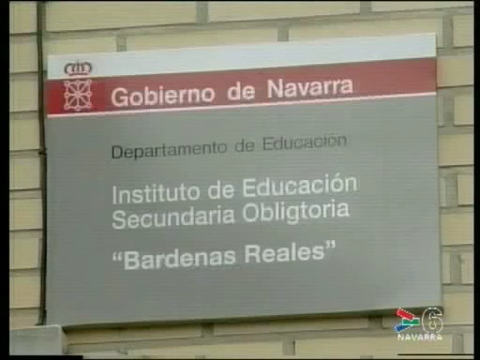 Gobierno de Navarra
Departamento de Educación
Instituto de Educación
Secundaria Obligtoria
“Bardenas Reales”
6
NAVARRA